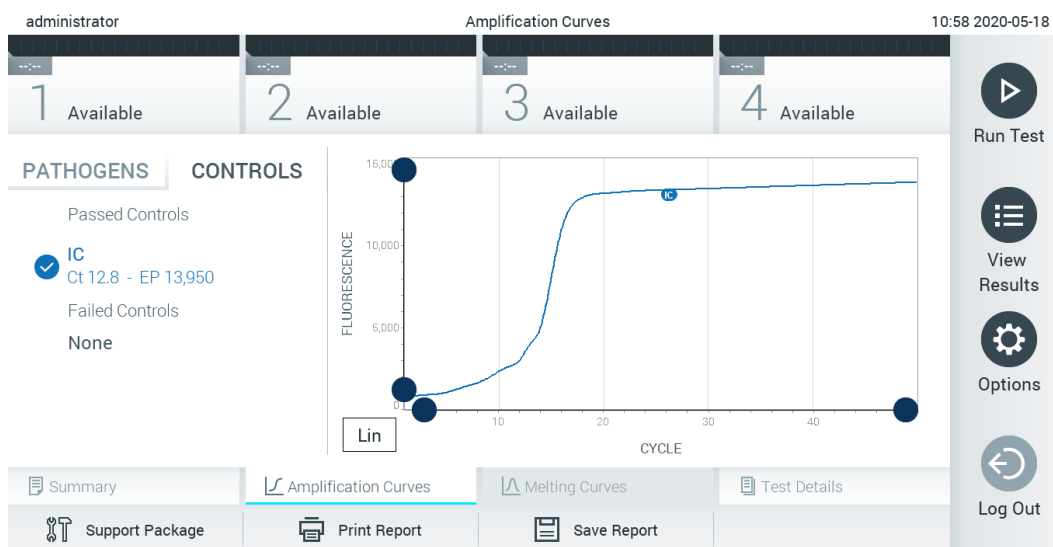 administrator
Amplification Curves
10:58 2020-05-18
--:--
--:--
--:--
--:--
1 Available
2 Available
3 Available
4 Available
Run Test
PATHOGENS
CONTROLS
Passed Controls
IC
Ct 12.8 - EP 13,950
Failed Controls
None
FLUORESCENCE
10,000
5,000
0
IC
10
20
30
40
CYCLE
Lin
View
Results
Options
Log Out
Summary
Amplification Curves
Melting Curves
Test Details
Support Package
Print Report
Save Report